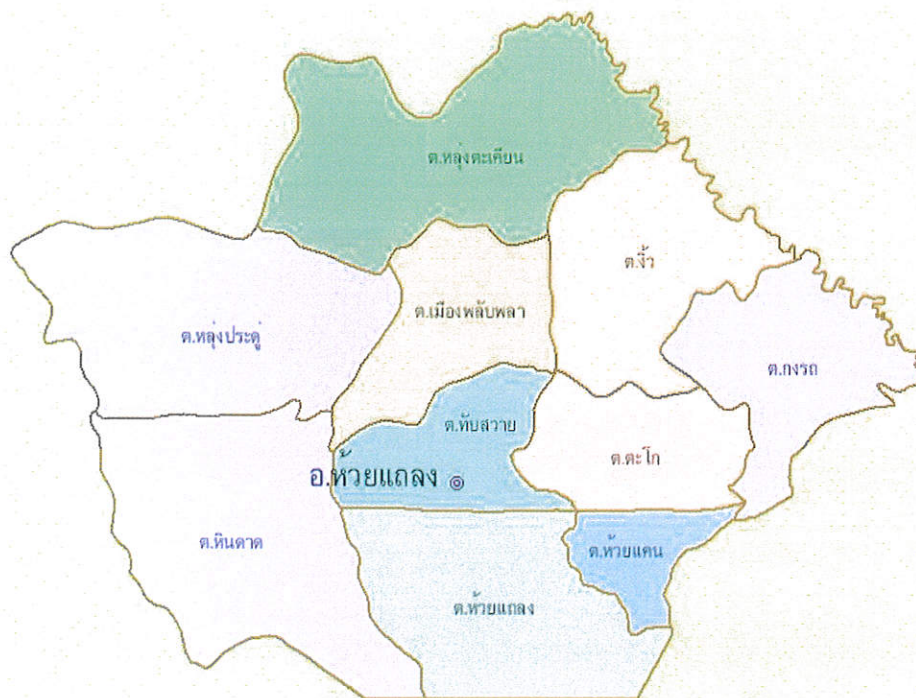 ต.หลุ่งตะเคียน
ต.งิ้ว
ต.เมืองพลับพลา
ต.หลุ่งประดู่
ต.กงรถ
ต.ทับสวาย
ต.ตะโก
อ.ห้วยแถลง
ต.หินดาด
ต.ห้วยแคน
ต.ห้วยแถลง